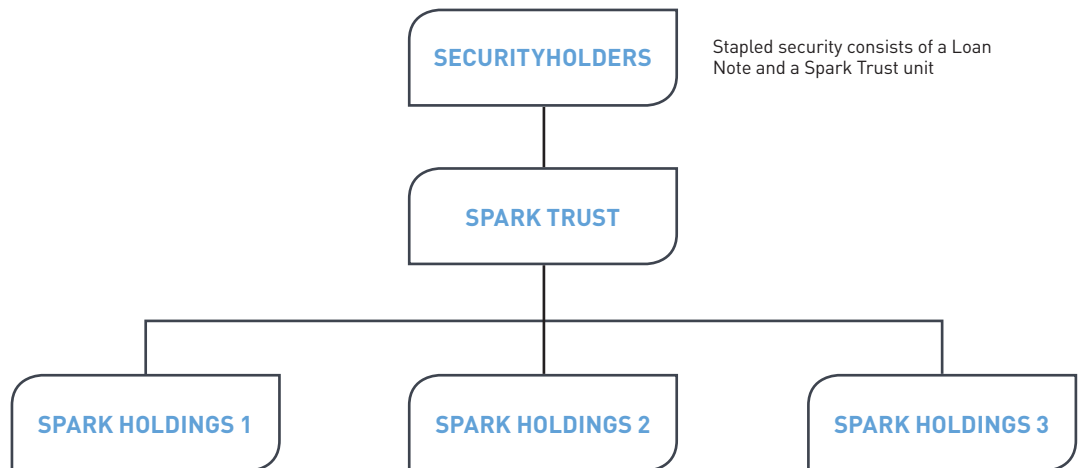 SECURITYHOLDERS
Stapled security consists of a Loan
Note and a Spark Trust unit
SPARK TRUST
SPARK HOLDINGS 1
SPARK HOLDINGS 2
SPARK HOLDINGS 3